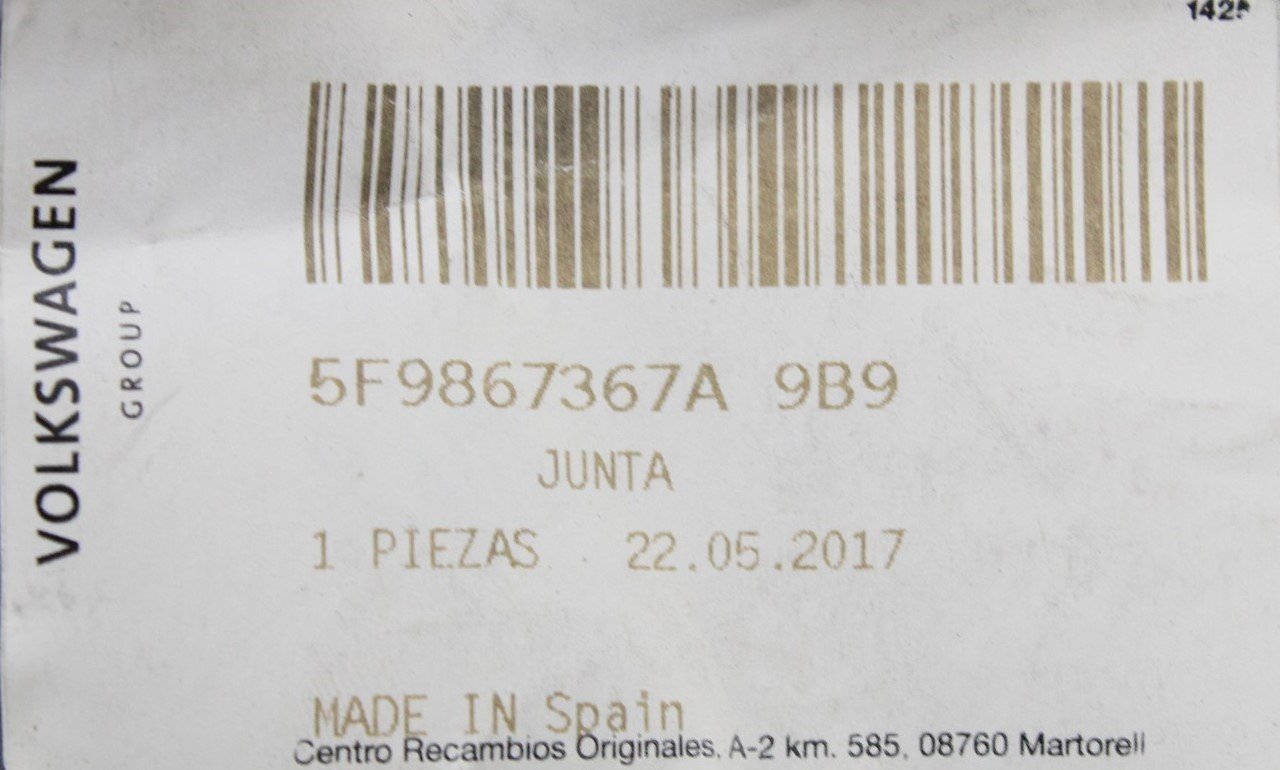 VOLKSWAGEN
GROUP
5F9867367A 9B9
JUNTA
1 PIEZAS 22.05.2017
MADE IN Spain
Centro Recambios Originales, A-2 km. 585, 08760 Martorell